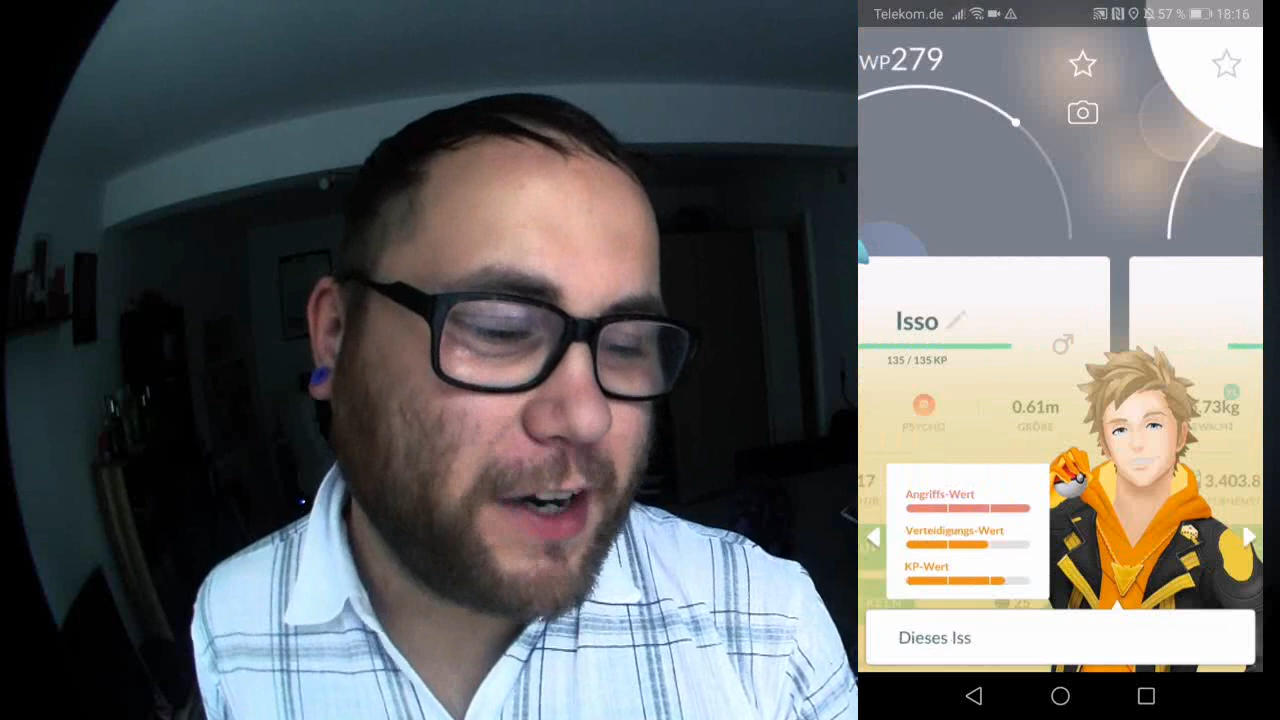 Telekom.de 57 % 18:16
WP279
Isso
135 / 135 KP
PSYCHO
0.61m
GRÖßE
.73kg
3.403.8
Angriffs-Wert
Verteidigungs-Wert
KP-Wert
25
Dieses Iss